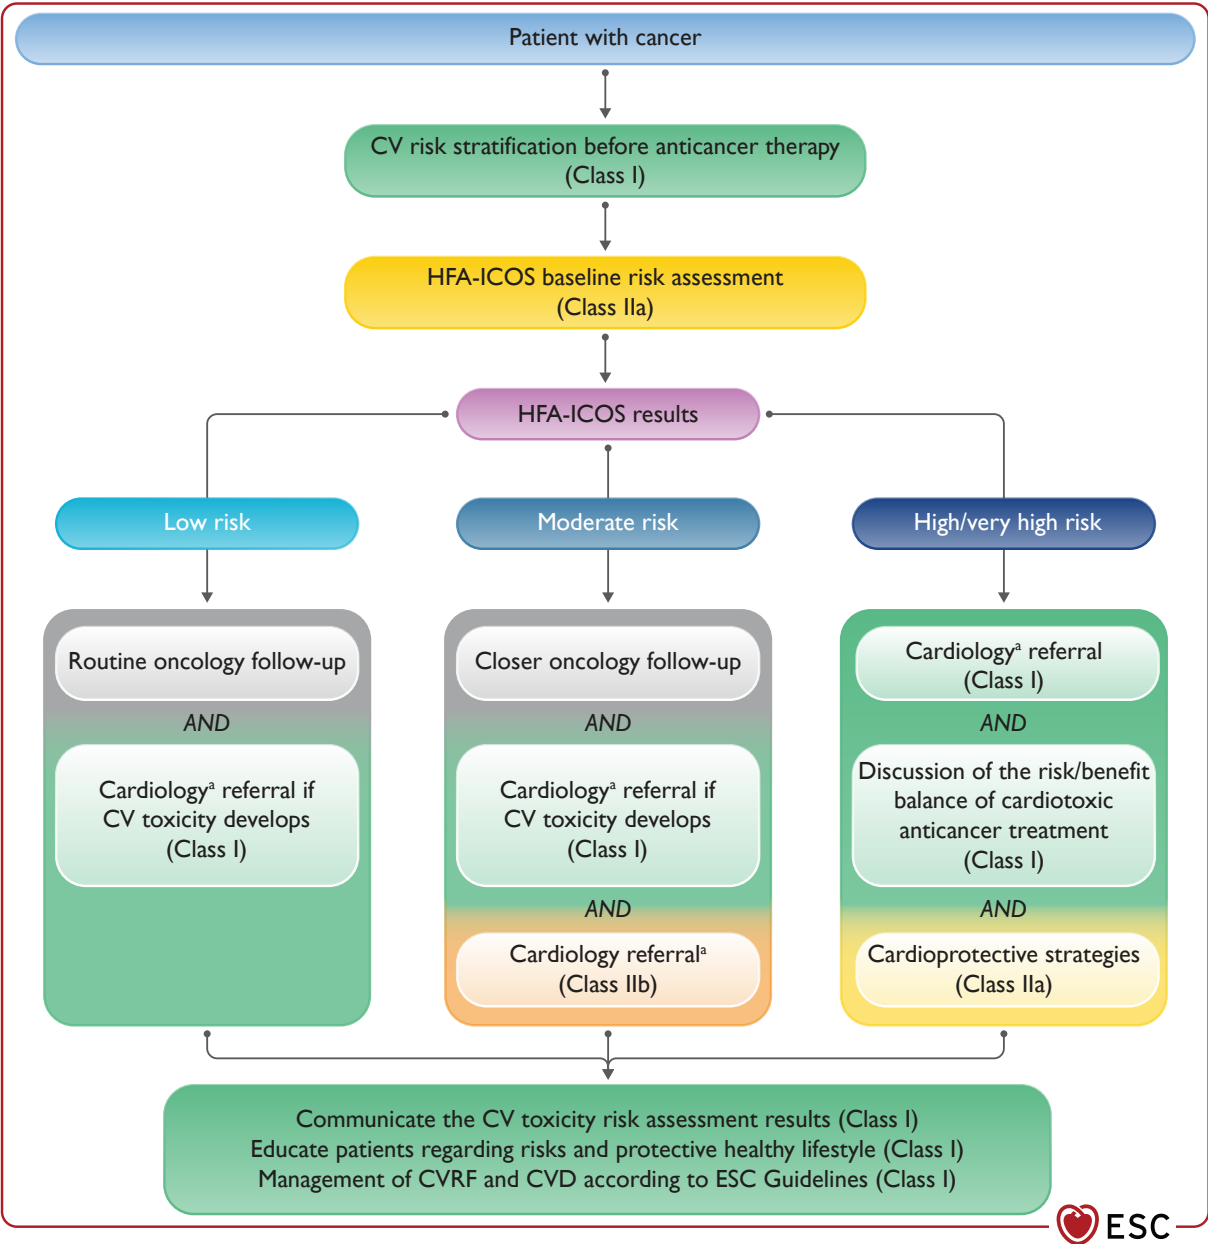 Patient with cancer
CV risk stratification before anticancer therapy
(Class I)
HFA-ICOS baseline risk assessment
(Class IIa)
HFA-ICOS results
Low risk
Moderate risk
High/very high risk
Routine oncology follow-up
AND
Cardiologyᵃ referral if
CV toxicity develops
(Class I)
Closer oncology follow-up
AND
Cardiologyᵃ referral if
CV toxicity develops
(Class I)
AND
Cardiology referralᵃ
(Class IIb)
Cardiologyᵃ referral
(Class I)
AND
Discussion of the risk/benefit
balance of cardiotoxic
anticancer treatment
(Class I)
AND
Cardioprotective strategies
(Class IIa)
Communicate the CV toxicity risk assessment results (Class I)
Educate patients regarding risks and protective healthy lifestyle (Class I)
Management of CVRF and CVD according to ESC Guidelines (Class I)
ESC